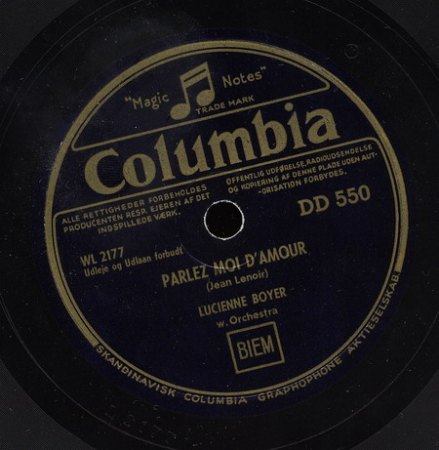 "Magic Notes"
TRADE MARK
Columbia
ALLE RETTIGHEDER FORBEHOLDES
PRODUCENTEN RESP. EJEREN AF DET
INDSPILLEDE VÆRK.
OFFENTLIG UDFØRELSE, RADIOUDSENDELSE
OG KOPIERING AF DENNE PLADE UDEN AUT-
ORISATION FORBYDES.
WL 2177
Udleje og Udlaan forbudt
DD 550
PARLEZ MOI D'AMOUR
(Jean Lenoir)
LUCIENNE BOYER
w. Orchestra
BIEM
SKANDINAVISK COLUMBIA GRAPHOPHONE AKTIESELSKAB